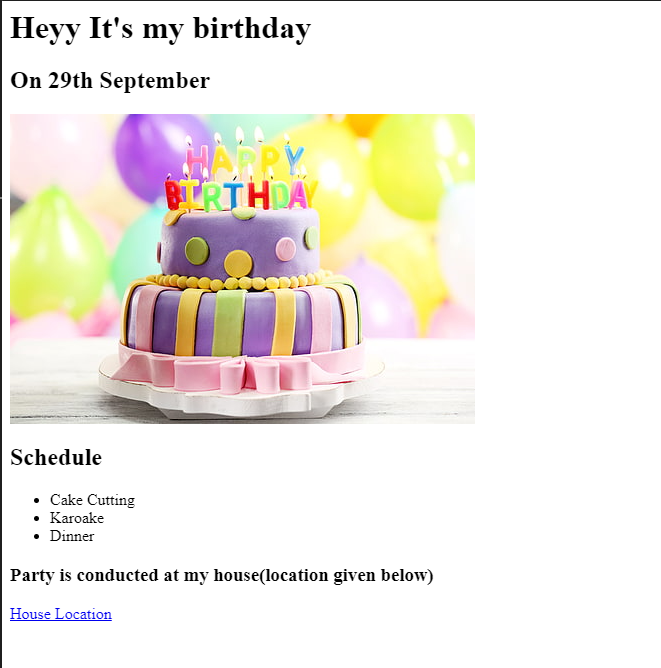 Heyy It's my birthday
On 29th September
HAPPY
BIRTHDAY
Schedule
Cake Cutting
Karoake
Dinner
Party is conducted at my house(location given below)
House Location